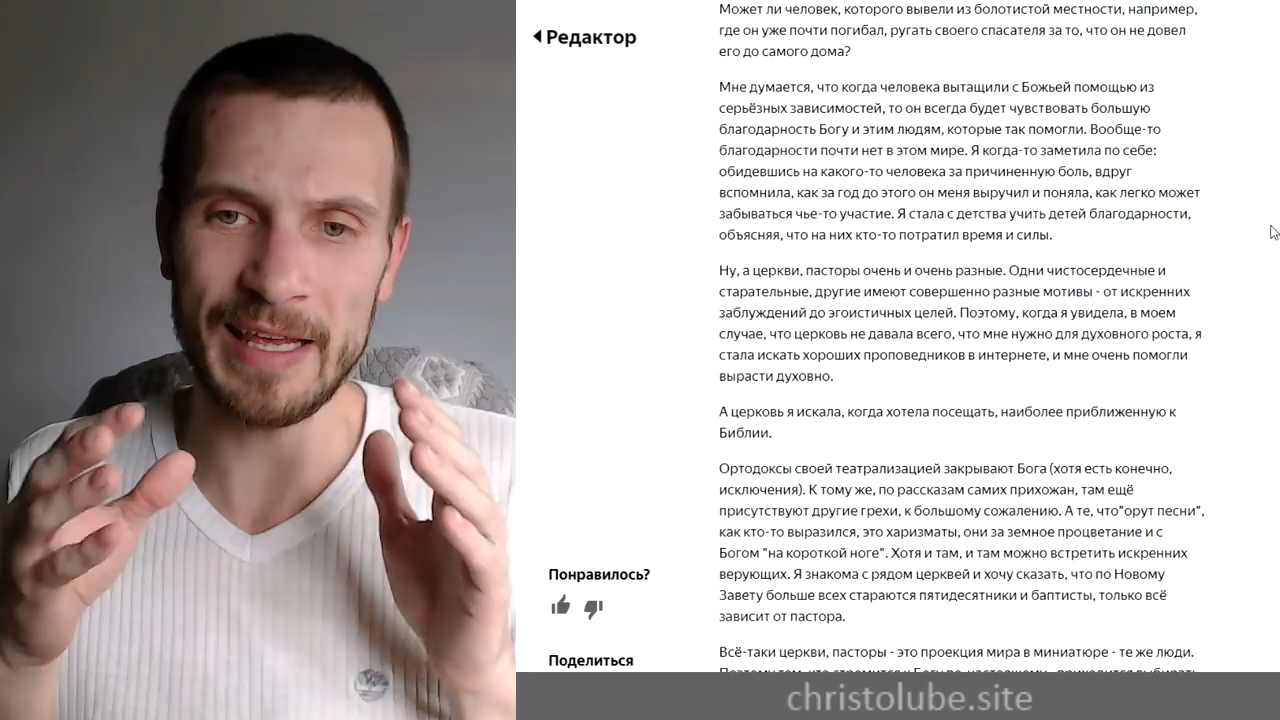 Редактор
Может ли человек, которого вывели из болотистой местности, например,
где он уже почти погибал, ругать своего спасателя за то, что он не довел
его до самого дома?
Мне думается, что когда человека вытащили с Божьей помощью из
серьёзных зависимостей, то он всегда будет чувствовать большую
благодарность Богу и этим людям, которые так помогли. Вообще-то
благодарности почти нет в этом мире. Я когда-то заметила по себе:
обидевшись на какого-то человека за причиненную боль, вдруг
вспомнила, как за год до этого он меня выручил и поняла, как легко может
забываться чье-то участие. Я стала с детства учить детей благодарности,
объясняя, что на них кто-то потратил время и силы.
Ну, а церкви, пасторы очень и очень разные. Одни чистосердечные и
старательные, другие имеют совершенно разные мотивы - от искренних
заблуждений до эгоистичных целей. Поэтому, когда я увидела, в моем
случае, что церковь не давала всего, что мне нужно для духовного роста, я
стала искать хороших проповедников в интернете, и мне очень помогли
вырасти духовно.
А церковь я искала, когда хотела посещать, наиболее приближенную к
Библии.
Ортодоксы своей театрализацией закрывают Бога (хотя есть конечно,
исключения). К тому же, по рассказам самих прихожан, там ещё
присутствуют другие грехи, к большому сожалению. А те, что"орут песни",
как кто-то выразился, это харизматы, они за земное процветание и с
Богом "на короткой ноге". Хотя и там, и там можно встретить искренних
верующих. Я знакома с рядом церквей и хочу сказать, что по Новому
Завету больше всех стараются пятидесятники и баптисты, только всё
зависит от пастора.
Всё-таки церкви, пасторы - это проекция мира в миниатюре - те же люди.
Понравилось?
Поделиться
christolube.site